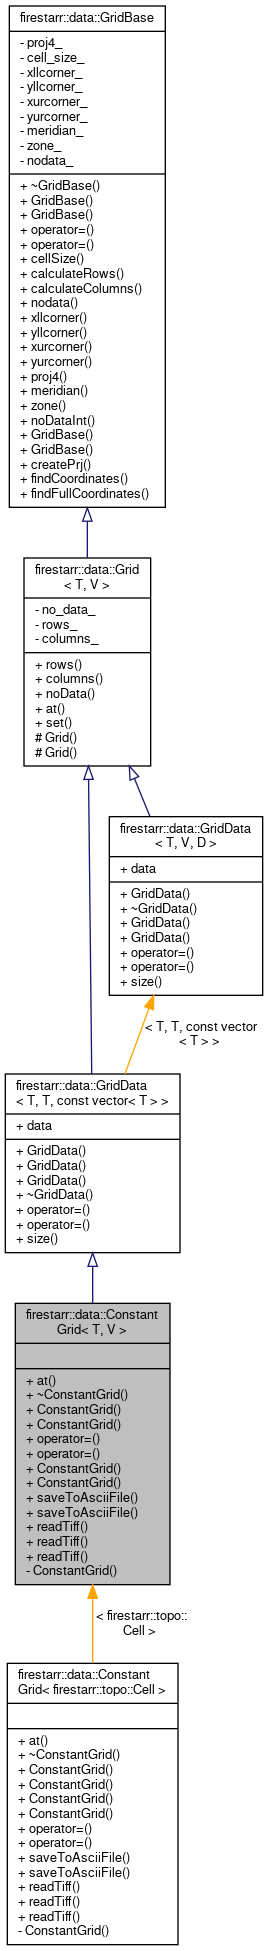 firestarr::data::GridBase
- proj4_
- cell_size_
- xllcorner_
- yllcorner_
- xurcorner_
- yurcorner_
- meridian_
- zone_
- nodata_
+ ~GridBase()
+ GridBase()
+ GridBase()
+ operator=()
+ operator=()
+ cellSize()
+ calculateRows()
+ calculateColumns()
+ nodata()
+ xllcorner()
+ yllcorner()
+ xurcorner()
+ yurcorner()
+ proj4()
+ meridian()
+ zone()
+ noDataInt()
+ GridBase()
+ GridBase()
+ createPrj()
+ findCoordinates()
+ findFullCoordinates()
firestarr::data::Grid
< T, V >
- no_data_
- rows_
- columns_
+ rows()
+ columns()
+ noData()
+ at()
+ set()
# Grid()
# Grid()
firestarr::data::GridData
< T, V, D >
+ data
+ GridData()
+ ~GridData()
+ GridData()
+ GridData()
+ operator=()
+ operator=()
+ size()
< T, T, const vector
< T > >
firestarr::data::GridData
< T, T, const vector< T > >
+ data
+ GridData()
+ GridData()
+ GridData()
+ ~GridData()
+ operator=()
+ operator=()
+ size()
firestarr::data::Constant
Grid< T, V >
+ at()
+ ~ConstantGrid()
+ ConstantGrid()
+ ConstantGrid()
+ operator=()
+ operator=()
+ ConstantGrid()
+ ConstantGrid()
+ saveToAsciiFile()
+ saveToAsciiFile()
+ readTiff()
+ readTiff()
+ readTiff()
- ConstantGrid()
< firestarr::topo::
Cell >
firestarr::data::Constant
Grid< firestarr::topo::Cell >
+ at()
+ ~ConstantGrid()
+ ConstantGrid()
+ ConstantGrid()
+ ConstantGrid()
+ ConstantGrid()
+ operator=()
+ operator=()
+ saveToAsciiFile()
+ saveToAsciiFile()
+ readTiff()
+ readTiff()
+ readTiff()
- ConstantGrid()